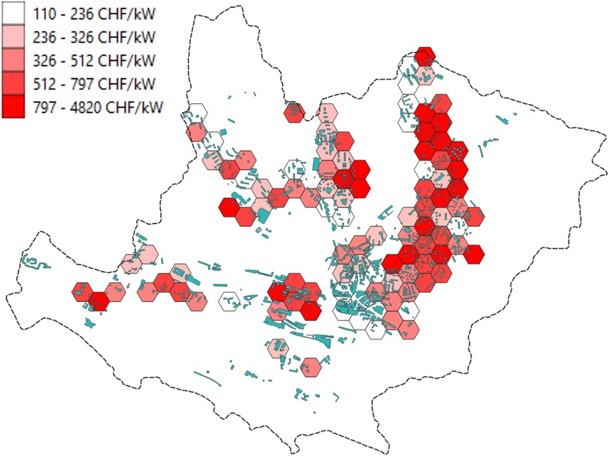 110 - 236 CHF/kW
236 - 326 CHF/kW
326 - 512 CHF/kW
512 - 797 CHF/kW
797 - 4820 CHF/kW